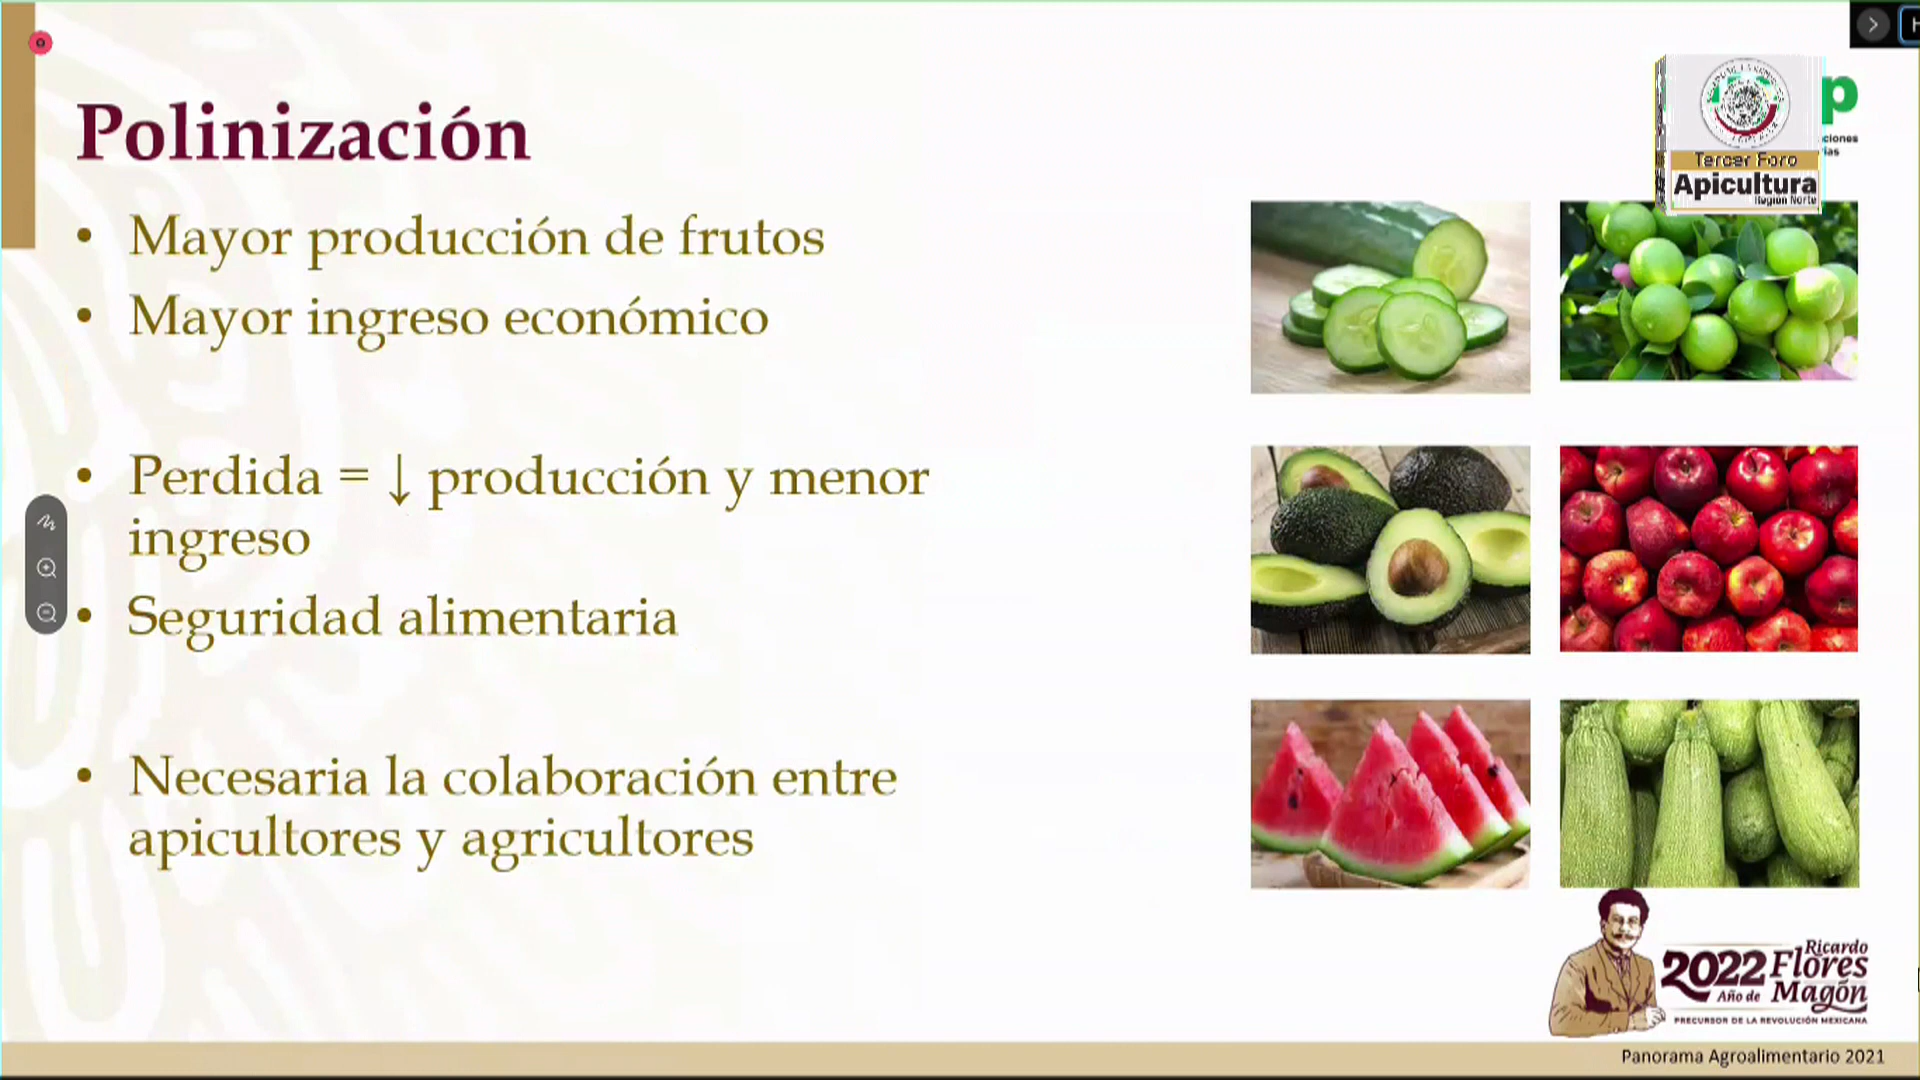 Polinización
• Mayor producción de frutos
• Mayor ingreso económico
• Perdida = ↓ producción y menor
ingreso
• Seguridad alimentaria
• Necesaria la colaboración entre
apicultores y agricultores
Tercer Foro
Apicultura
Región Norte
p
ciones
rias
2022
Año de
Ricardo
Flores
Magón
PRECURSOR DE LA REVOLUCIÓN MEXICANA
Panorama Agroalimentario 2021